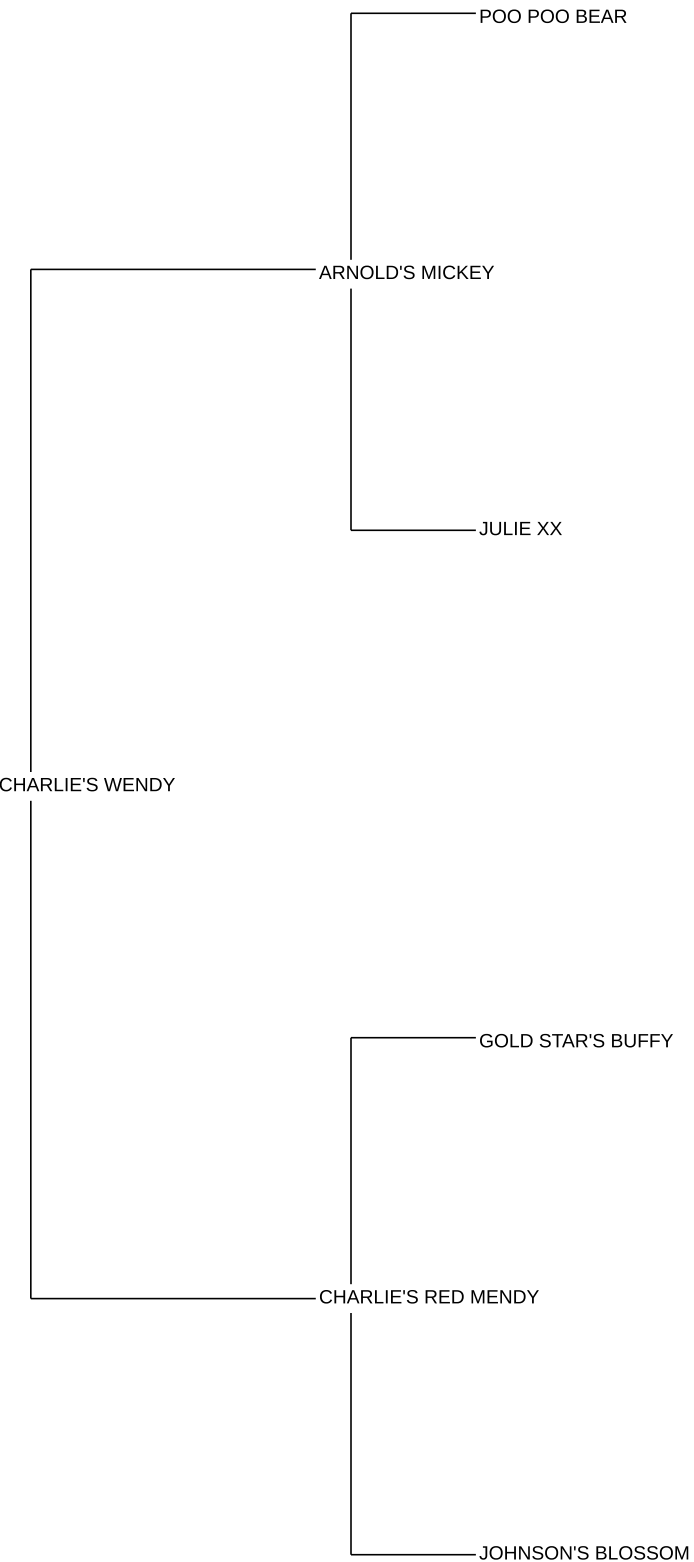 POO POO BEAR
ARNOLD'S MICKEY
JULIE XX
CHARLIE'S WENDY
GOLD STAR'S BUFFY
CHARLIE'S RED MENDY
JOHNSON'S BLOSSOM